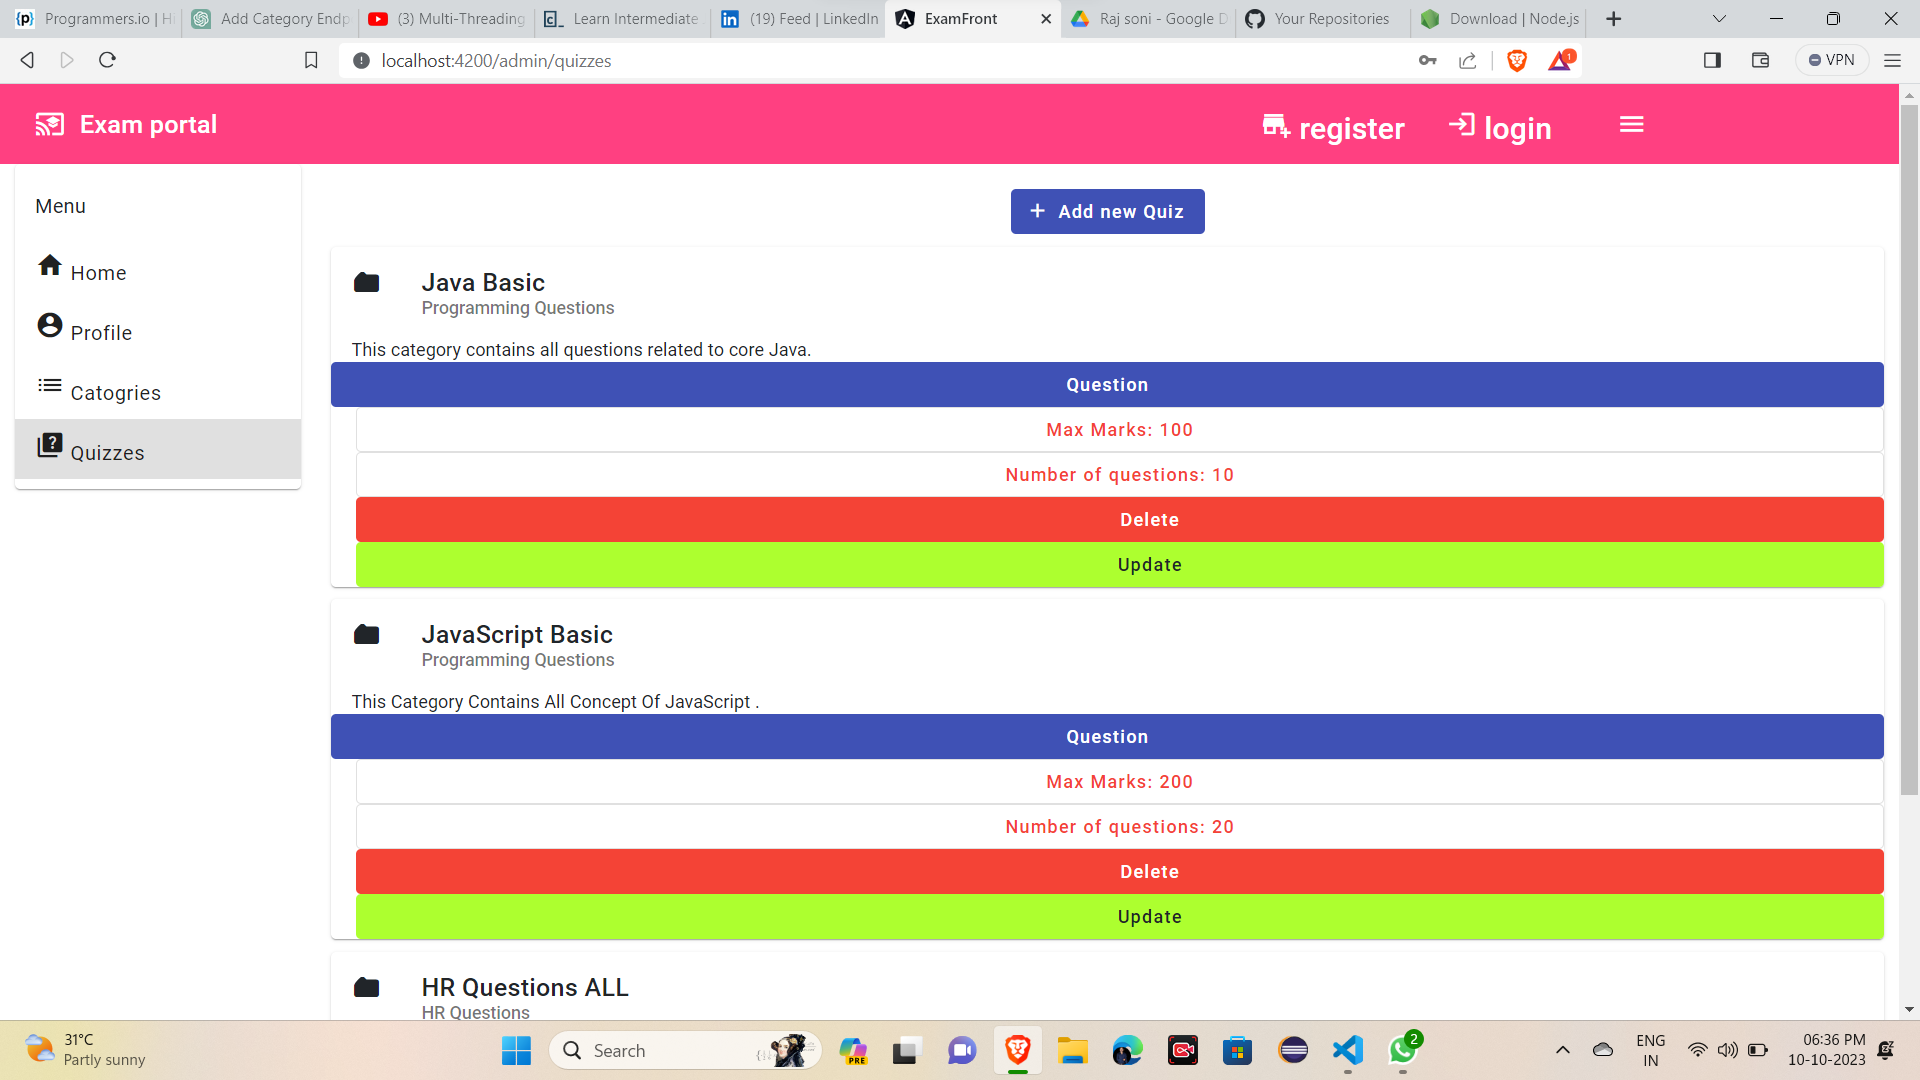 Programmers.io | Hi
Add Category Endp
(3) Multi-Threading
Learn Intermediate
(19) Feed | LinkedIn
ExamFront
Raj soni - Google D
Your Repositories
Download | Node.js
localhost:4200/admin/quizzes
1
VPN
Exam portal
register
login
Menu
Home
Profile
Catogries
Quizzes
+ Add new Quiz
Java Basic
Programming Questions
This category contains all questions related to core Java.
Question
Max Marks: 100
Number of questions: 10
Delete
Update
JavaScript Basic
Programming Questions
This Category Contains All Concept Of JavaScript .
Question
Max Marks: 200
Number of questions: 20
Delete
Update
HR Questions ALL
HR Questions
31°C
Partly sunny
Search
PRE
2
ENG
IN
06:36 PM
10-10-2023